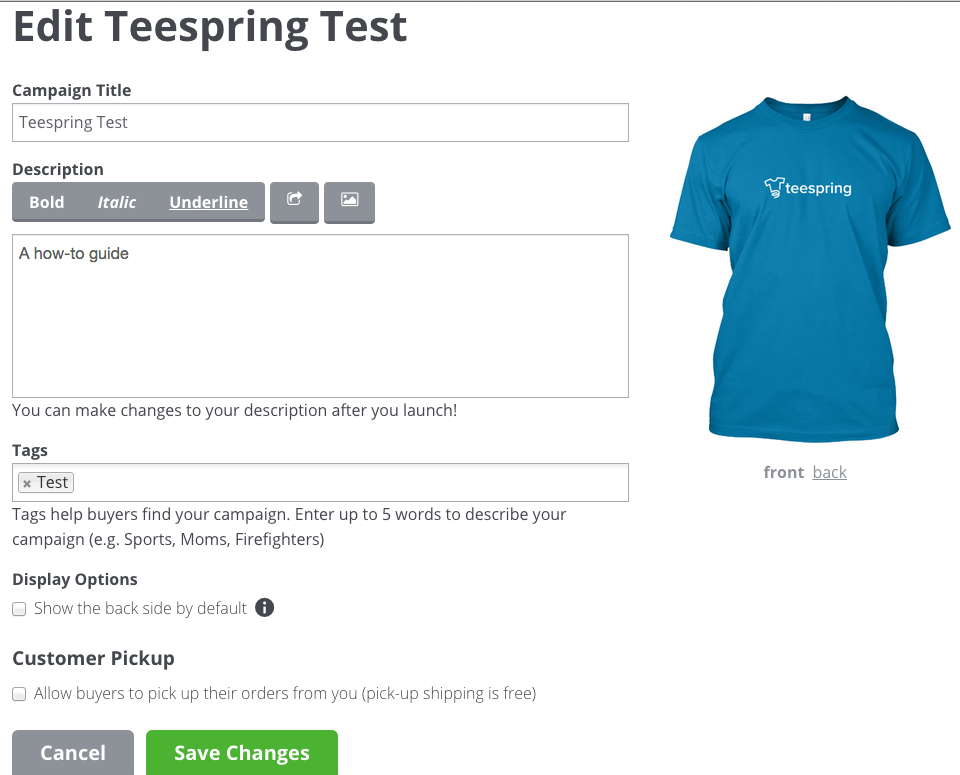 Edit Teespring Test
Campaign Title
Teespring Test
Description
Bold Italic Underline
A how-to guide
You can make changes to your description after you launch!
Tags
× Test
Tags help buyers find your campaign. Enter up to 5 words to describe your
campaign (e.g. Sports, Moms, Firefighters)
Display Options
Show the back side by default
Customer Pickup
Allow buyers to pick up their orders from you (pick-up shipping is free)
Cancel Save Changes
teespring
front back